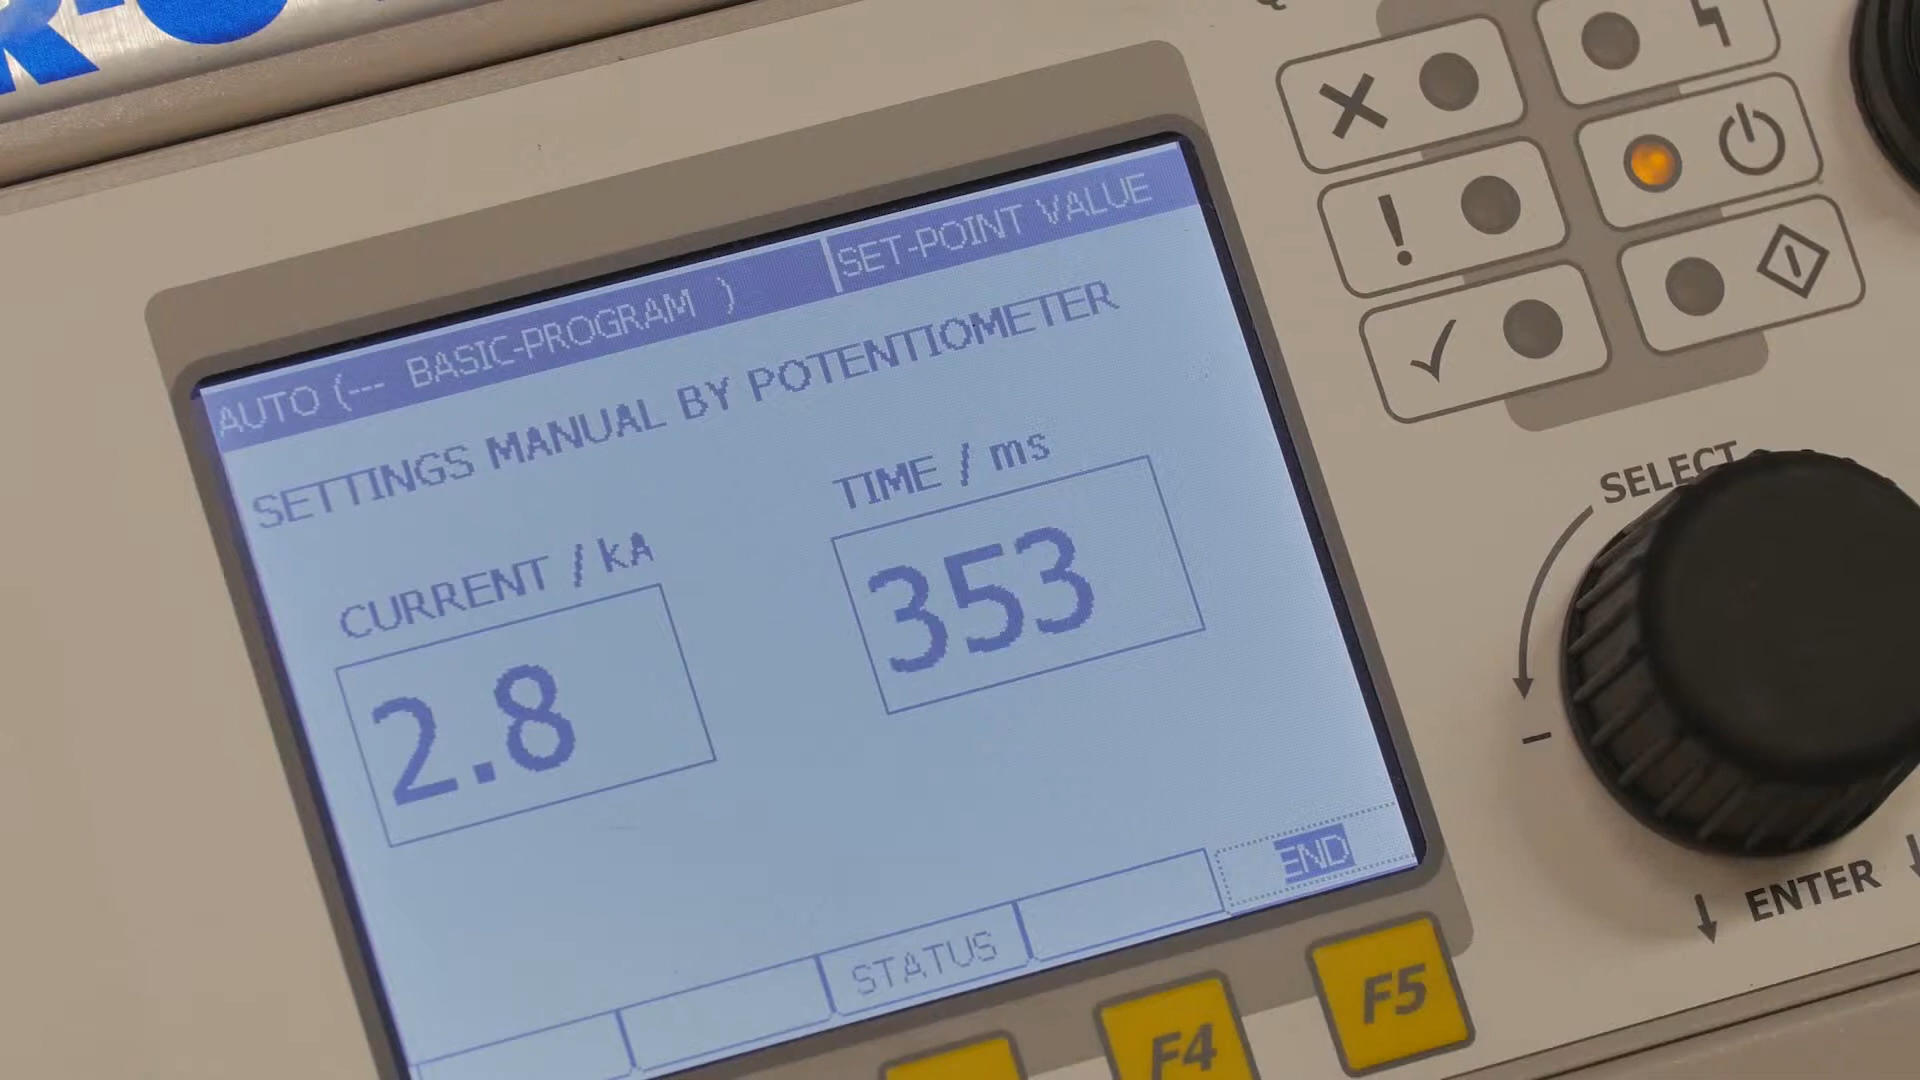 AUTO (--- BASIC-PROGRAM )
SET-POINT VALUE
SETTINGS MANUAL BY POTENTIOMETER
CURRENT / kA
TIME / ms
2.8
353
STATUS
END
F4
F5
SELECT
–
ENTER